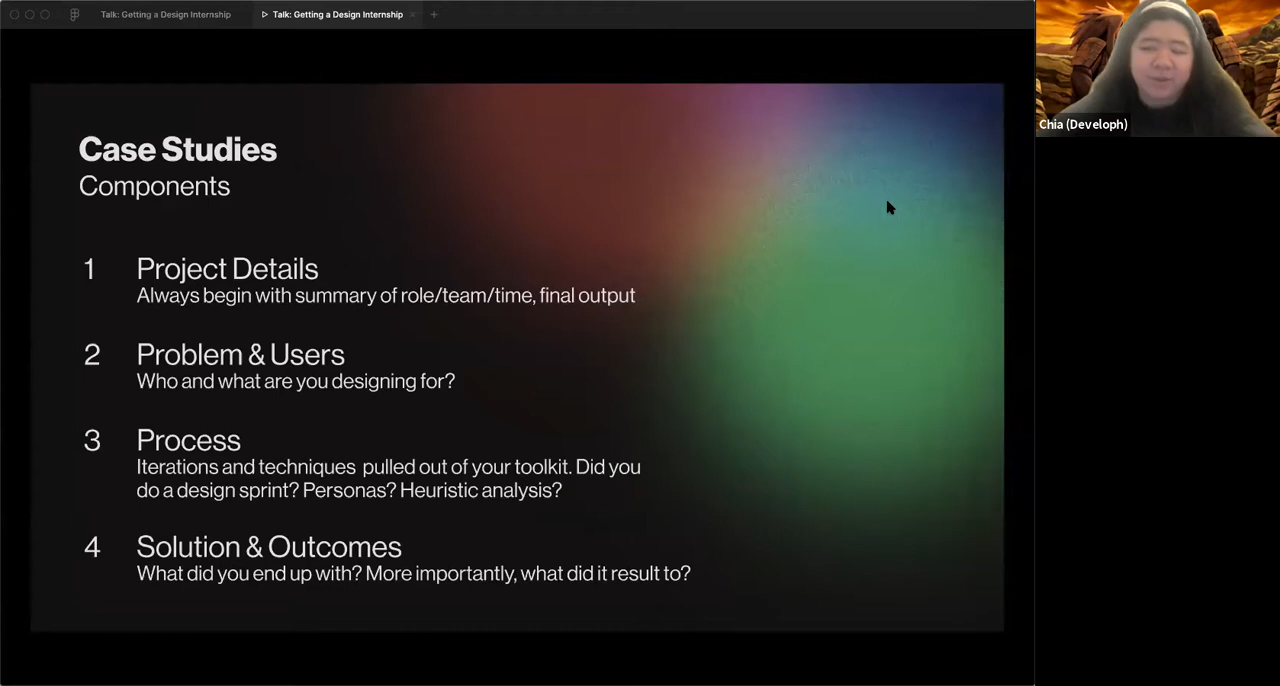 Talk: Getting a Design Internship
Talk: Getting a Design Internship
Chia (Developh)
Case Studies
Components
1 Project Details
Always begin with summary of role/team/time, final output
2 Problem & Users
Who and what are you designing for?
3 Process
Iterations and techniques pulled out of your toolkit. Did you
do a design sprint? Personas? Heuristic analysis?
4 Solution & Outcomes
What did you end up with? More importantly, what did it result to?